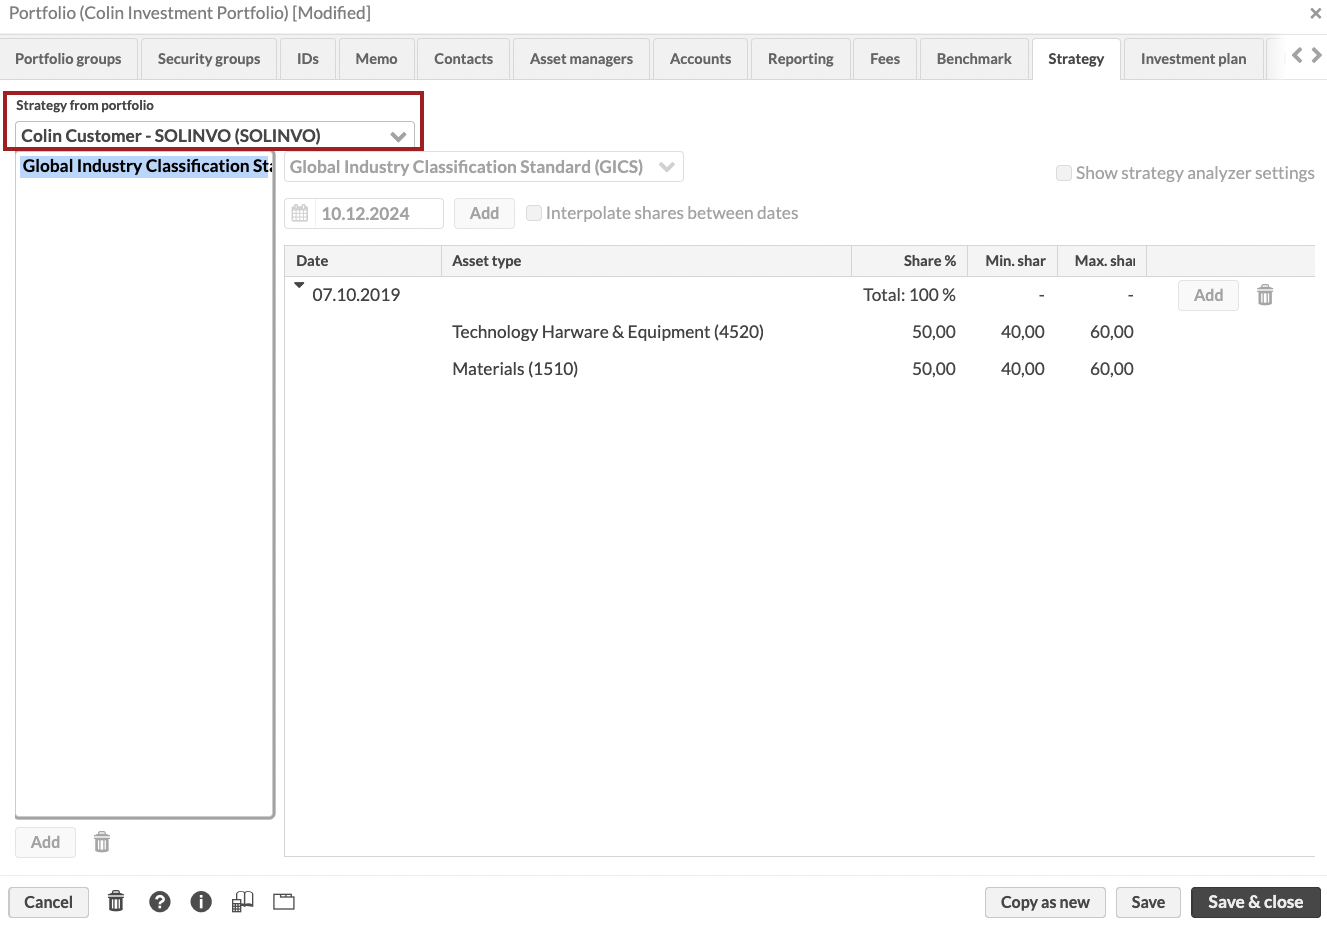 Portfolio (Colin Investment Portfolio) [Modified]
Portfolio groups Security groups IDs Memo Contacts Asset managers Accounts Reporting Fees Benchmark Strategy Investment plan
Strategy from portfolio
Colin Customer - SOLINVO (SOLINVO)
Global Industry Classification Sta
Global Industry Classification Standard (GICS)
Show strategy analyzer settings
10.12.2024 Add Interpolate shares between dates
Date Asset type Share % Min. shar Max. shar
07.10.2019 Total: 100 % - - Add
Technology Harware & Equipment (4520) 50,00 40,00 60,00
Materials (1510) 50,00 40,00 60,00
Add
Cancel Copy as new Save Save & close